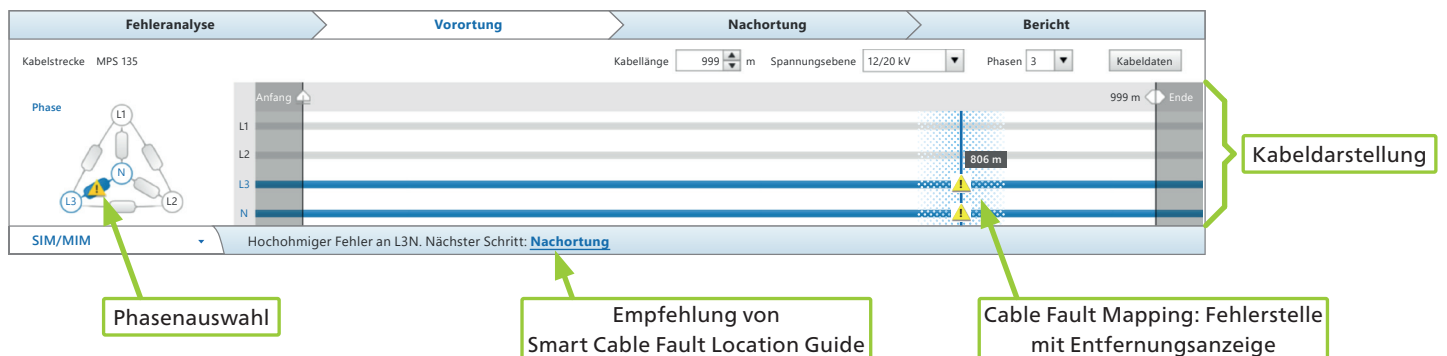 Fehleranalyse Vorortung Nachortung Bericht
Kabelstrecke MPS 135 Kabellänge 999 m Spannungsebene 12/20 kV Phasen 3 Kabeldaten
Phase
Anfang 999 m Ende
L1
L1
L2
806 m
N
L3
L3 L2
N
Kabeldarstellung
SIM/MIM Hochohmiger Fehler an L3N. Nächster Schritt: Nachortung
Phasenauswahl
Empfehlung von
Smart Cable Fault Location Guide
Cable Fault Mapping: Fehlerstelle
mit Entfernungsanzeige